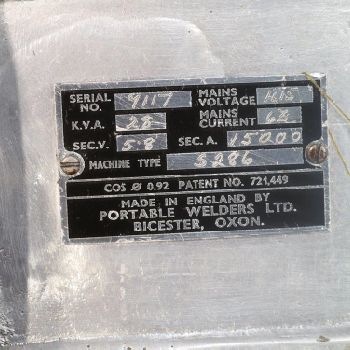 SERIAL NO. 9117 MAINS VOLTAGE 415
K.V.A. 28 MAINS CURRENT 62
SEC.V. 5·8 SEC. A. 15000
MACHINE TYPE S286
COS Ø 0.92 PATENT NO. 721,449
MADE IN ENGLAND BY
PORTABLE WELDERS LTD.
BICESTER, OXON.